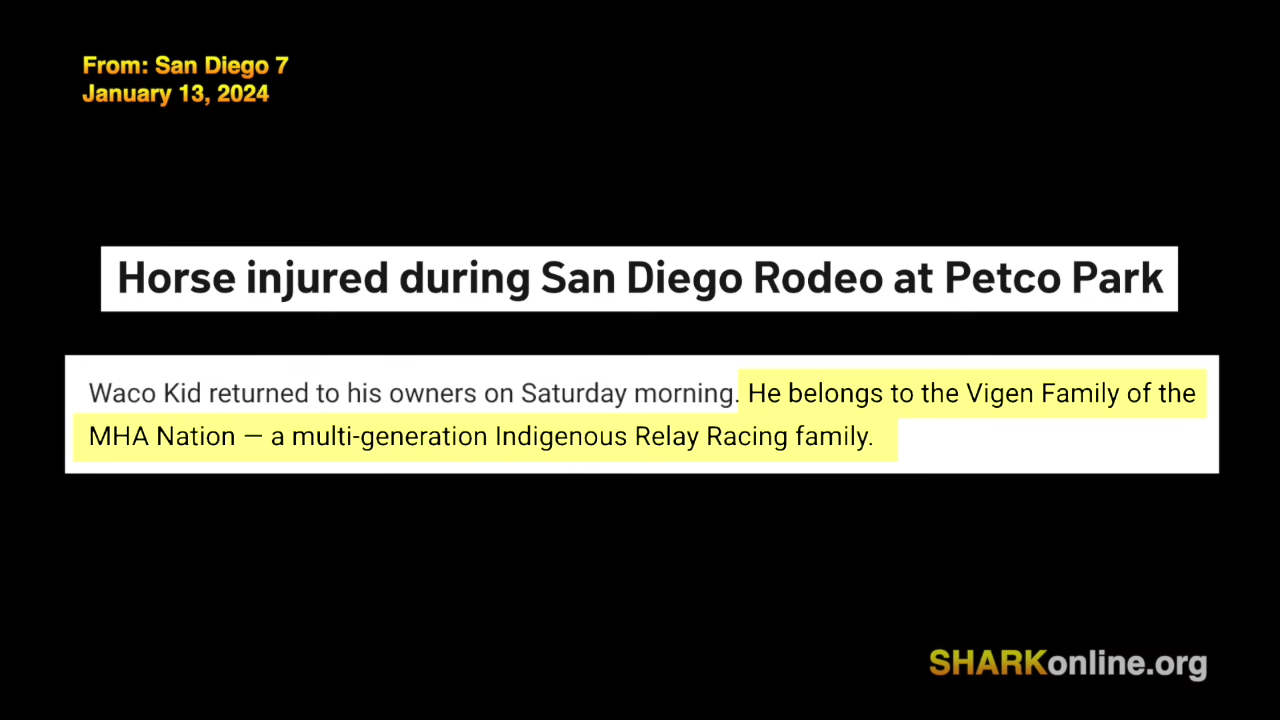 From: San Diego 7
January 13, 2024
Horse injured during San Diego Rodeo at Petco Park
Waco Kid returned to his owners on Saturday morning. He belongs to the Vigen Family of the
MHA Nation — a multi-generation Indigenous Relay Racing family.
SHARKonline.org